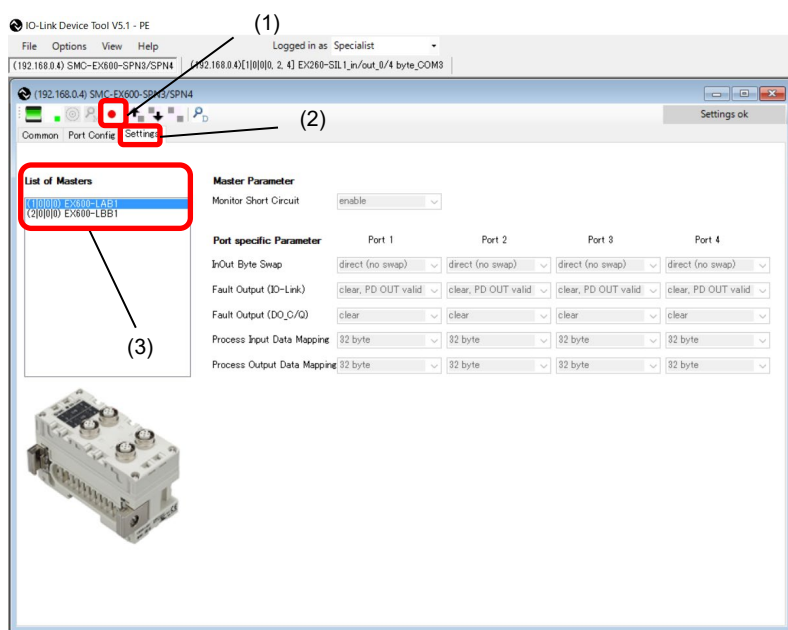 IO-Link Device Tool V5.1 - PE
(1)
File Options View Help Logged in as Specialist
(192.168.0.4) SMC-EX600-SPN3/SPN4 (192.168.0.4)[1|0|0|0, 2, 4] EX260-SIL1_in/out_0/4 byte_COM3
(192.168.0.4) SMC-EX600-SPN3/SPN4
(2)
Settings ok
Common Port Config Settings
List of Masters
(1|0|0|0) EX600-LAB1
(2|0|0|0) EX600-LBB1
(3)
Master Parameter
Monitor Short Circuit enable
Port specific Parameter Port 1 Port 2 Port 3 Port 4
InOut Byte Swap direct (no swap) direct (no swap) direct (no swap) direct (no swap)
Fault Output (IO-Link) clear, PD OUT valid clear, PD OUT valid clear, PD OUT valid clear, PD OUT valid
Fault Output (DO_C/Q) clear clear clear clear
Process Input Data Mapping 32 byte 32 byte 32 byte 32 byte
Process Output Data Mapping 32 byte 32 byte 32 byte 32 byte